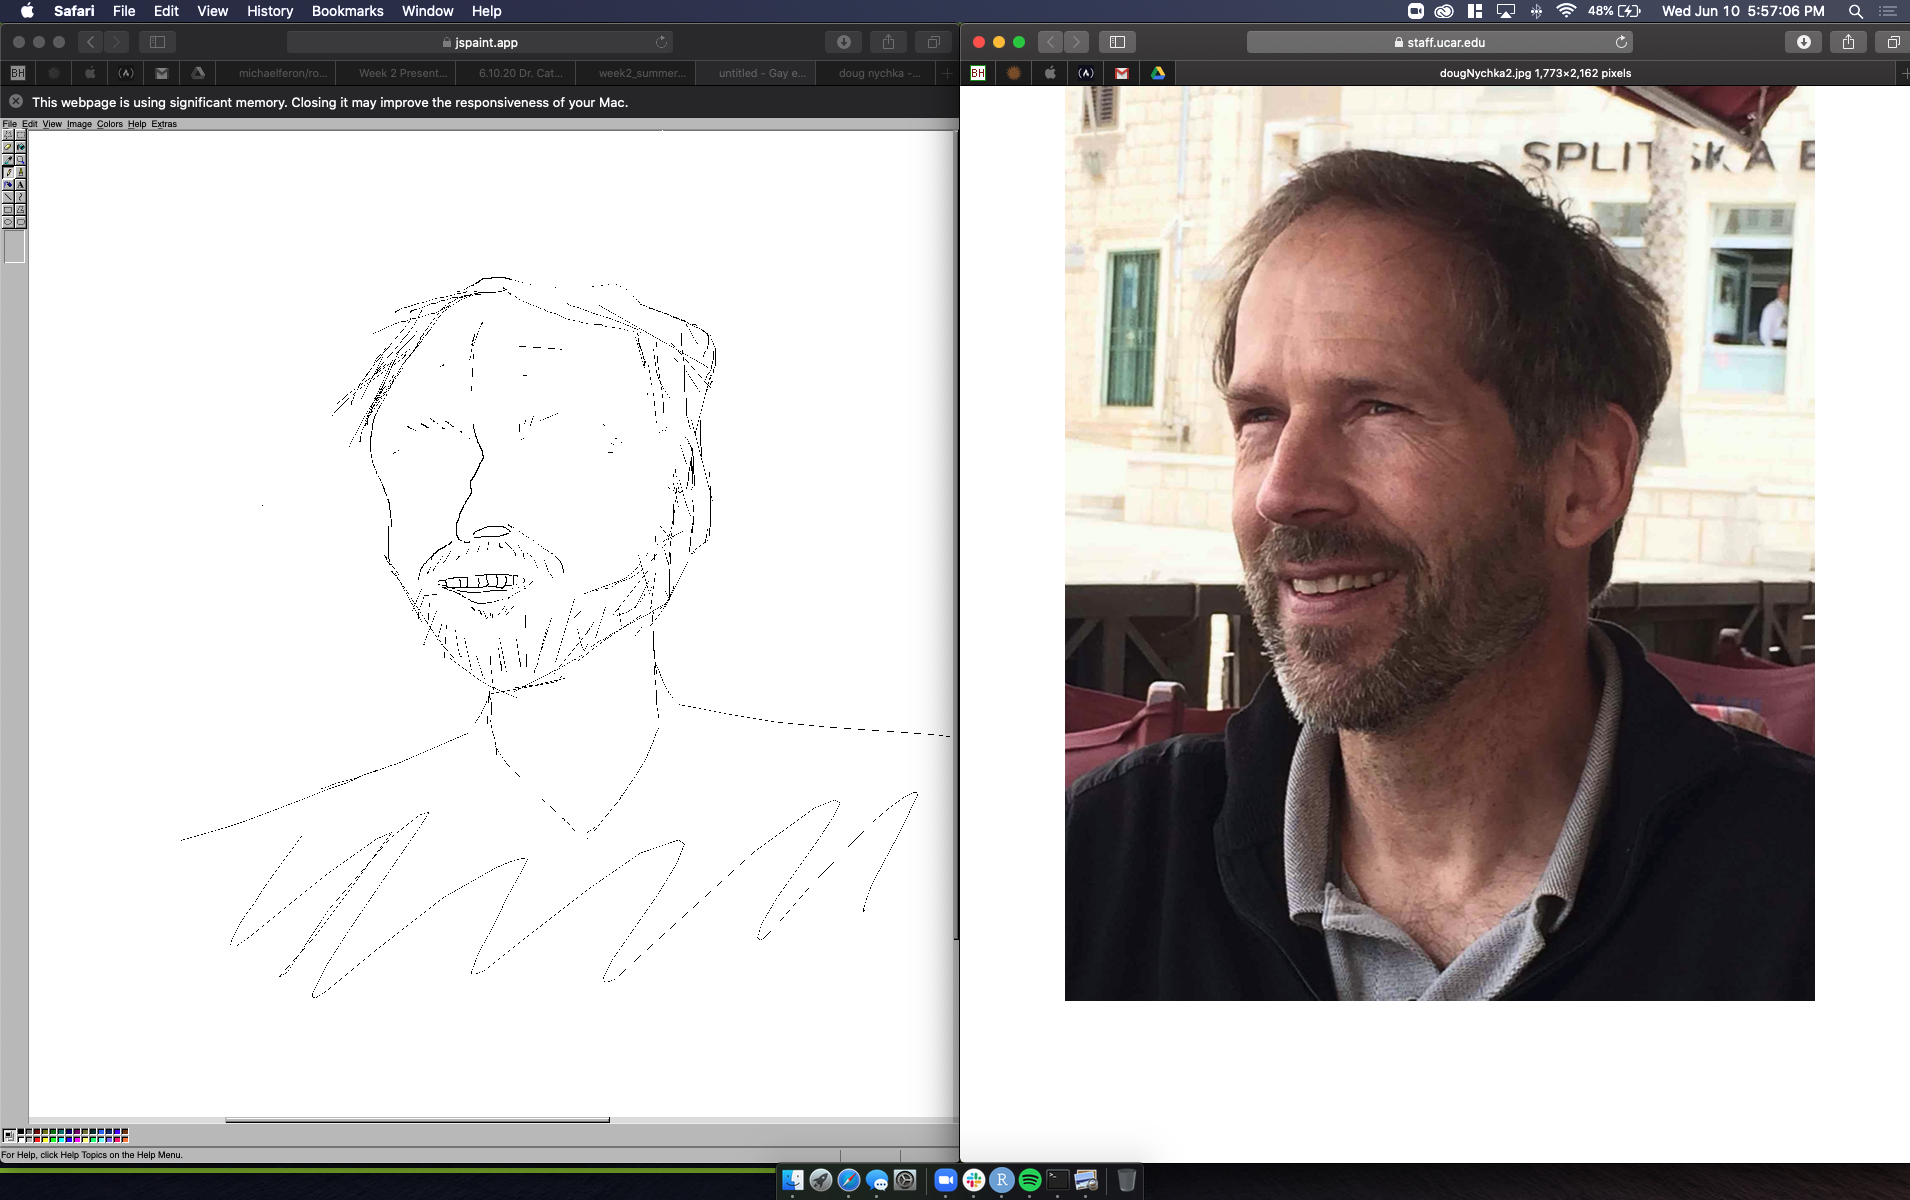 Safari File Edit View History Bookmarks Window Help
48% Wed Jun 10 5:57:06 PM
jspaint.app
BH
michaelferon/ro...
Week 2 Present...
6.10.20 Dr. Cat...
week2_summer...
untitled - Gay e...
doug nychka -...
This webpage is using significant memory. Closing it may improve the responsiveness of your Mac.
File Edit View Image Colors Help Extras
A
For Help, click Help Topics on the Help Menu.
staff.ucar.edu
BH
dougNychka2.jpg 1,773×2,162 pixels
SPLITSKA B
R